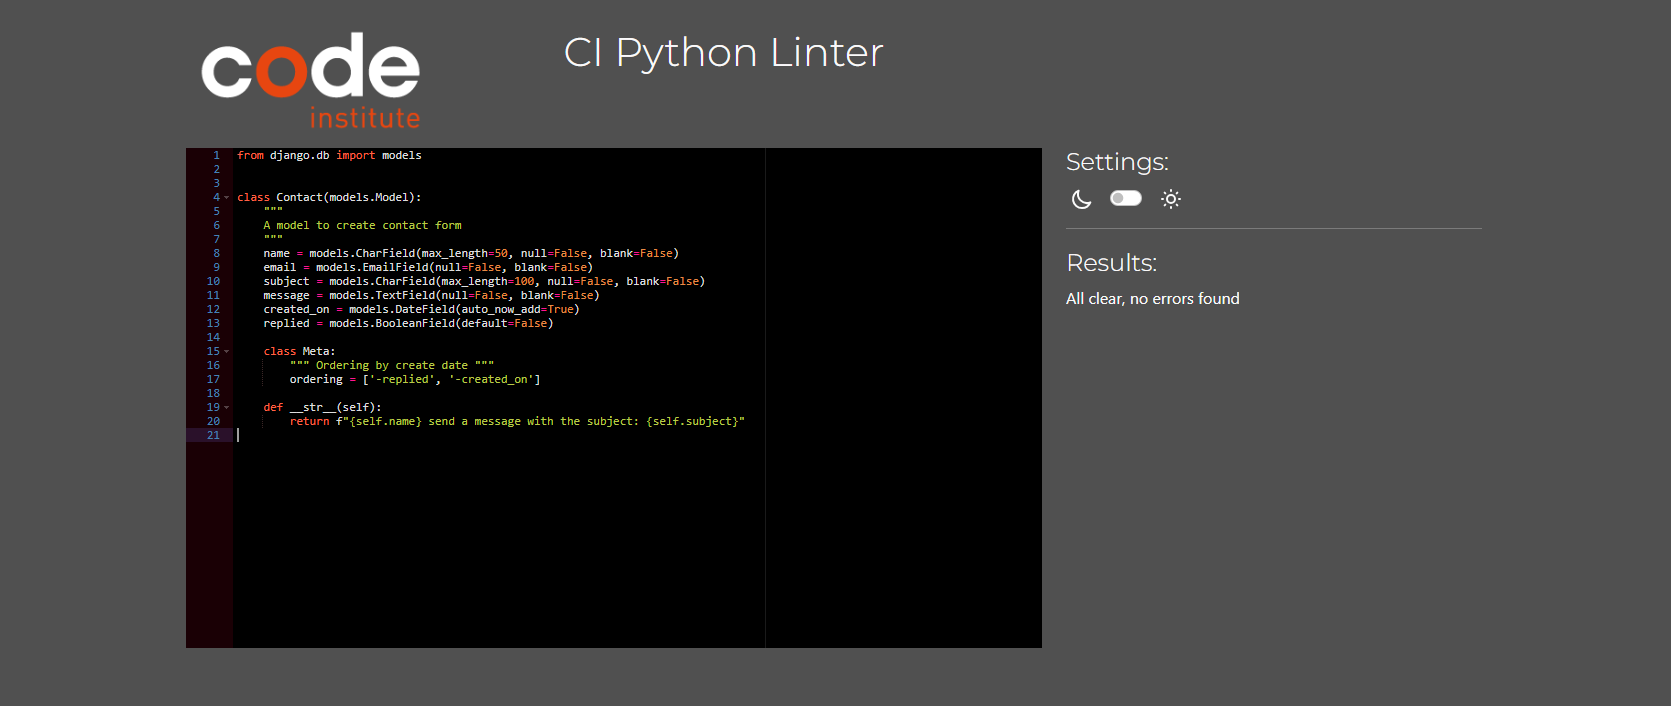 code
institute
CI Python Linter
1 from django.db import models
2
3
4 class Contact(models.Model):
5     """
6     A model to create contact form
7     """
8     name = models.CharField(max_length=50, null=False, blank=False)
9     email = models.EmailField(null=False, blank=False)
10     subject = models.CharField(max_length=100, null=False, blank=False)
11     message = models.TextField(null=False, blank=False)
12     created_on = models.DateField(auto_now_add=True)
13     replied = models.BooleanField(default=False)
14
15     class Meta:
16         """ Ordering by create date """
17         ordering = ['-replied', '-created_on']
18
19     def __str__(self):
20         return f"{self.name} send a message with the subject: {self.subject}"
21
Settings:
Results:
All clear, no errors found